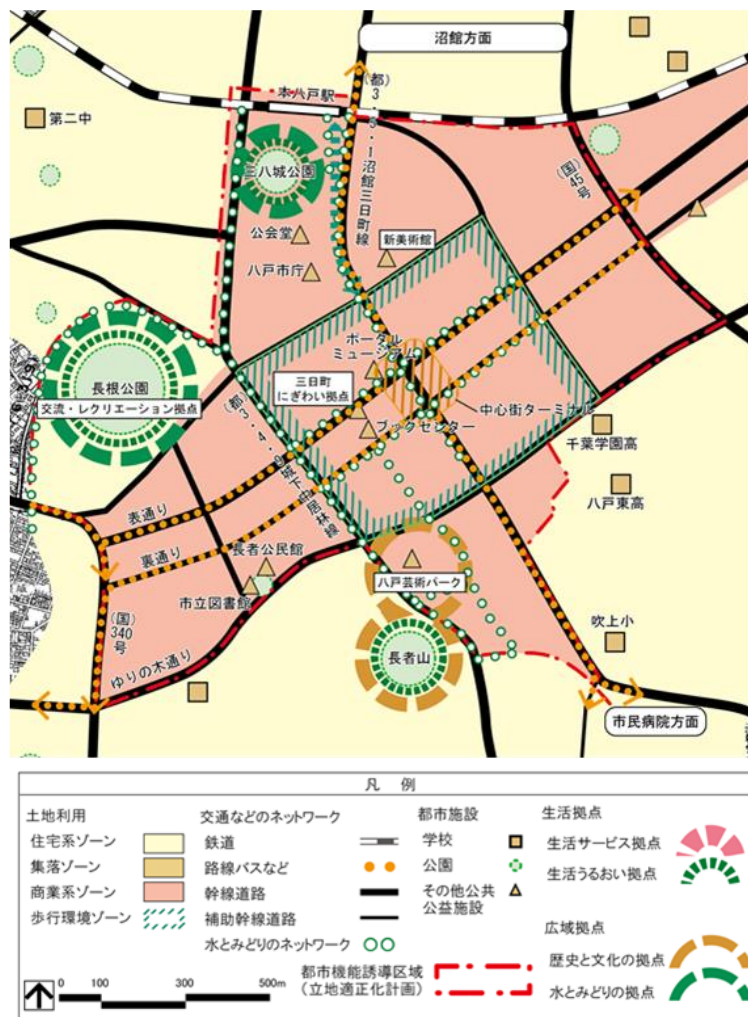 沼館方面
本八戸駅
(都)3・5・1沼館三日町線
第二中
三八城公園
(国)45号
公会堂
新美術館
八戸市庁
ポータル
ミュージアム
長根公園
交流・レクリエーション拠点
三日町
にぎわい拠点
中心街ターミナル
ブックセンター
千葉学園高
(都)3・4・9城下中居林線
八戸東高
表通り
裏通り
長者公民館
八戸芸術パーク
市立図書館
(国)340号
吹上小
長者山
ゆりの木通り
市民病院方面
凡 例
土地利用
住宅系ゾーン
集落ゾーン
商業系ゾーン
歩行環境ゾーン
交通などのネットワーク
鉄道
路線バスなど
幹線道路
補助幹線道路
水とみどりのネットワーク
都市施設
学校
公園
その他公共
公益施設
生活拠点
生活サービス拠点
生活うるおい拠点
広域拠点
歴史と文化の拠点
水とみどりの拠点
都市機能誘導区域
(立地適正化計画)
0 100 300 500m